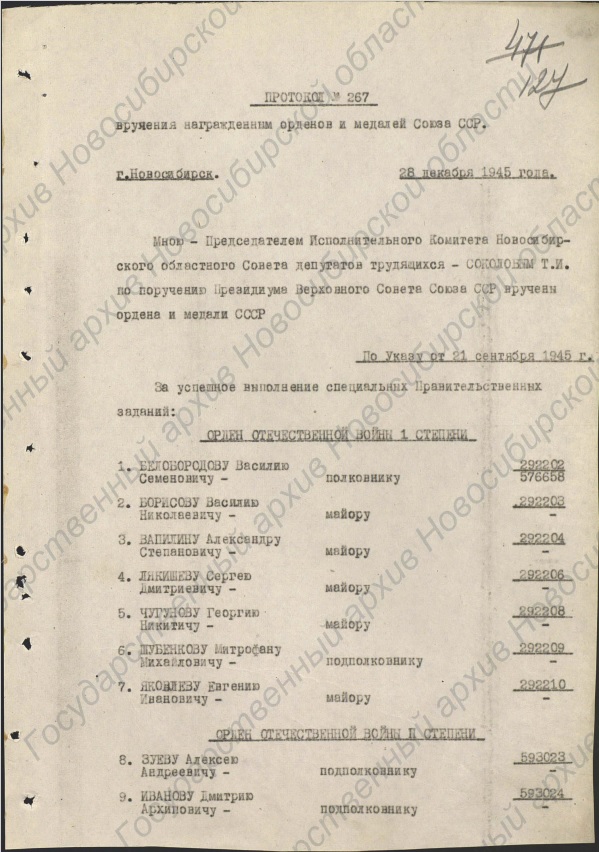 471
127
ПРОТОКОЛ № 267
вручения награжденным орденов и медалей Союза ССР.
г.Новосибирск. 28 декабря 1945 года.
Мною - Председателем Исполнительного Комитета Новосибир-
ского областного Совета депутатов трудящихся - СОКОЛОВЫМ Т.И.
по поручению Президиума Верховного Совета Союза ССР вручены
ордена и медали СССР
По Указу от 21 сентября 1945 г.
За успешное выполнение специальных Правительственных
заданий:
ОРДЕН ОТЕЧЕСТВЕННОЙ ВОЙНЫ 1 СТЕПЕНИ
1. БЕЛОБОРОДОВУ Василию 292202
Семеновичу - полковнику 576658
2. БОРИСОВУ Василию 292203
Николаевичу - майору -
3. ВАПИЛИНУ Александру 292204
Степановичу - майору -
4. ЛЯКИШЕВУ Сергею 292206
Дмитриевичу - майору -
5. ЧУГУНОВУ Георгию 292208
Никитичу - майору -
6. ШУБЕНКОВУ Митрофану 292209
Михайловичу - подполковнику -
7. ЯКОВЛЕВУ Евгению 292210
Ивановичу - майору -
ОРДЕН ОТЕЧЕСТВЕННОЙ ВОЙНЫ П СТЕПЕНИ
8. ЗУЕВУ Алексею 593023
Андреевичу - подполковнику -
9. ИВАНОВУ Дмитрию 593024
Архиповичу - подполковнику -
Государственный архив Новосибирской области